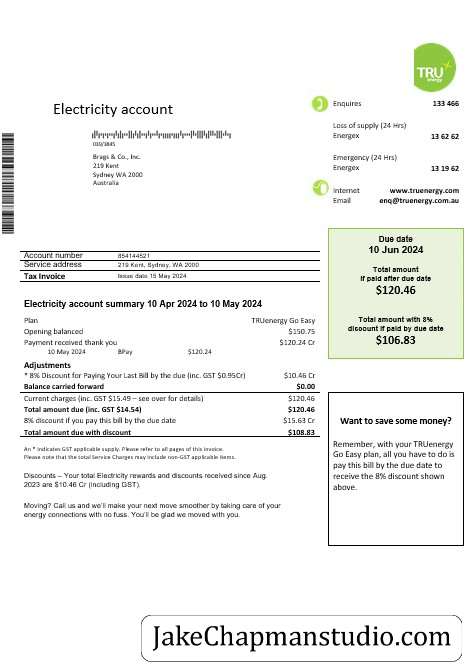 TRU
energy
Electricity account
Enquires 133 466
Loss of supply (24 Hrs)
Energex 13 62 62
Emergency (24 Hrs)
Energex 13 19 62
Internet www.truenergy.com
Email enq@truenergy.com.au
033/3845
Brags & Co., Inc.
219 Kent
Sydney WA 2000
Australia
Account number 854144521
Service address 219 Kent, Sydney, WA 2000
Tax Invoice Issue date 15 May 2024
Due date
10 Jun 2024
Total amount
if paid after due date
$120.46
Total amount with 8%
discount if paid by due date
$106.83
Electricity account summary 10 Apr 2024 to 10 May 2024
Plan TRUenergy Go Easy
Opening balanced $150.75
Payment received thank you $120.24 Cr
10 May 2024 BPay $120.24
Adjustments
* 8% Discount for Paying Your Last Bill by the due (inc. GST $0.95Cr) $10.46 Cr
Balance carried forward $0.00
Current charges (inc. GST $15.49 – see over for details) $120.46
Total amount due (inc. GST $14.54) $120.46
8% discount if you pay this bill by the due date $15.63 Cr
Total amount due with discount $108.83
An * Indicates GST applicable supply. Please refer to all pages of this invoice.
Please note that the total Service Charges may include non-GST applicable items.
Discounts – Your total Electricity rewards and discounts received since Aug.
2023 are $10.46 Cr (including GST).
Moving? Call us and we'll make your next move smoother by taking care of your
energy connections with no fuss. You'll be glad we moved with you.
Want to save some money?
Remember, with your TRUenergy
Go Easy plan, all you have to do is
pay this bill by the due date to
receive the 8% discount shown
above.
JakeChapmanstudio.com